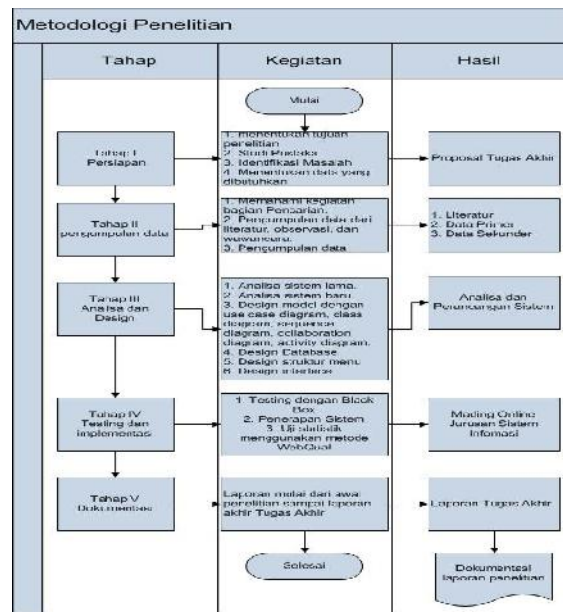 Metodologi Penelitian
Tahap
Kegiatan
Hasil
Mulai
Tahap I
Persiapan
1. Menentukan tujuan
penelitian
2. Studi Pustaka
3. Identifikasi Masalah
4. Menentukan data yang
dibutuhkan
Proposal Tugas Akhir
Tahap II
pengumpulan data
1. Memahami kegiatan
bagian Pencarian.
2. Pengumpulan data dari
literatur, observasi, dan
wawancara.
3. Pengumpulan data
1. Literatur
2. Data Primer
3. Data Sekunder
Tahap III
Analisa dan
Design
1. Analisa sistem lama.
2. Analisa sistem baru.
3. Design model dengan
use case diagram, class
diagram, sequence
diagram, collaboration
diagram, activity diagram.
4. Design Database
5. Design struktur menu
6. Design interface
Analisa dan
Perancangan Sistem
Tahap IV
Testing dan
implementasi
1. Testing dengan Black
Box
2. Penerapan Sistem
3. Uji statistik
menggunakan metode
WebQual
Mading Online
Jurusan Sistem
Infomasi
Tahap V
Dokumentasi
Laporan mulai dari awal
penelitian sampai laporan
akhir Tugas Akhir
Laporan Tugas Akhir
Selesai
Dokumentasi
laporan penelitian